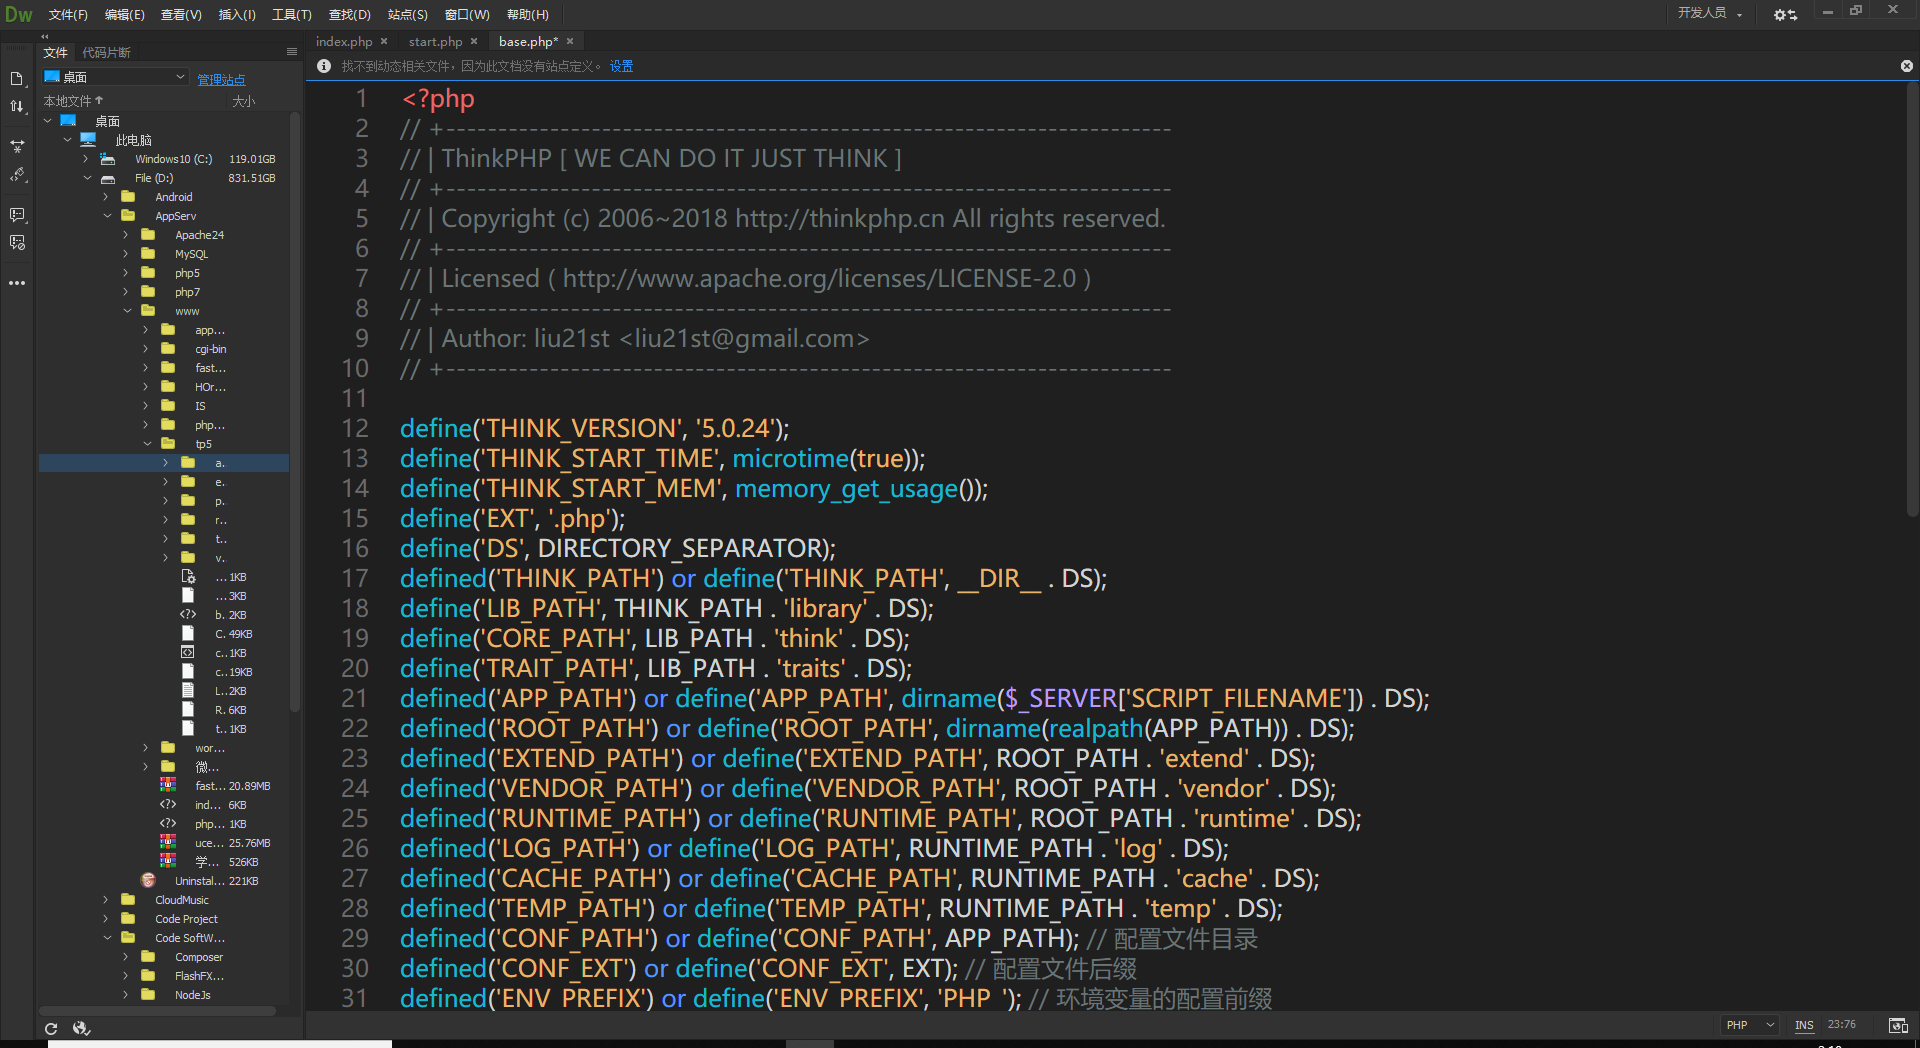 Dw 文件(F) 编辑(E) 查看(V) 插入(I) 工具(T) 查找(D) 站点(S) 窗口(W) 帮助(H) 开发人员
文件 代码片断
index.php start.php base.php*
找不到动态相关文件，因为此文档没有站点定义。 设置
桌面 管理站点
本地文件 大小
桌面
此电脑
Windows10 (C:) 119.01GB
File (D:) 831.51GB
Android
AppServ
Apache24
MySQL
php5
php7
www
app...
cgi-bin
fast...
HOr...
IS
php...
tp5
a..
e..
p..
r..
t..
v..
... 1KB
... 3KB
b. 2KB
C. 49KB
c.. 1KB
c.. 19KB
L.. 2KB
R. 6KB
t.. 1KB
wor...
微...
fast... 20.89MB
ind... 6KB
php... 1KB
uce... 25.76MB
学... 526KB
Uninstal... 221KB
CloudMusic
Code Project
Code SoftW...
Composer
FlashFX...
NodeJs
1 <?php
2 // +----------------------------------------------------------------------
3 // | ThinkPHP [ WE CAN DO IT JUST THINK ]
4 // +----------------------------------------------------------------------
5 // | Copyright (c) 2006~2018 http://thinkphp.cn All rights reserved.
6 // +----------------------------------------------------------------------
7 // | Licensed ( http://www.apache.org/licenses/LICENSE-2.0 )
8 // +----------------------------------------------------------------------
9 // | Author: liu21st <liu21st@gmail.com>
10 // +----------------------------------------------------------------------
11
12 define('THINK_VERSION', '5.0.24');
13 define('THINK_START_TIME', microtime(true));
14 define('THINK_START_MEM', memory_get_usage());
15 define('EXT', '.php');
16 define('DS', DIRECTORY_SEPARATOR);
17 defined('THINK_PATH') or define('THINK_PATH', __DIR__ . DS);
18 define('LIB_PATH', THINK_PATH . 'library' . DS);
19 define('CORE_PATH', LIB_PATH . 'think' . DS);
20 define('TRAIT_PATH', LIB_PATH . 'traits' . DS);
21 defined('APP_PATH') or define('APP_PATH', dirname($_SERVER['SCRIPT_FILENAME']) . DS);
22 defined('ROOT_PATH') or define('ROOT_PATH', dirname(realpath(APP_PATH)) . DS);
23 defined('EXTEND_PATH') or define('EXTEND_PATH', ROOT_PATH . 'extend' . DS);
24 defined('VENDOR_PATH') or define('VENDOR_PATH', ROOT_PATH . 'vendor' . DS);
25 defined('RUNTIME_PATH') or define('RUNTIME_PATH', ROOT_PATH . 'runtime' . DS);
26 defined('LOG_PATH') or define('LOG_PATH', RUNTIME_PATH . 'log' . DS);
27 defined('CACHE_PATH') or define('CACHE_PATH', RUNTIME_PATH . 'cache' . DS);
28 defined('TEMP_PATH') or define('TEMP_PATH', RUNTIME_PATH . 'temp' . DS);
29 defined('CONF_PATH') or define('CONF_PATH', APP_PATH); // 配置文件目录
30 defined('CONF_EXT') or define('CONF_EXT', EXT); // 配置文件后缀
31 defined('ENV_PREFIX') or define('ENV_PREFIX', 'PHP_'); // 环境变量的配置前缀
PHP INS 23:76